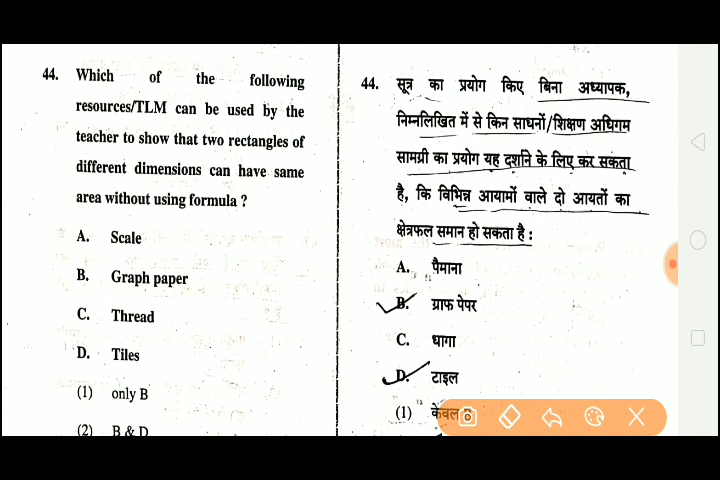 44. Which of the following
resources/TLM can be used by the
teacher to show that two rectangles of
different dimensions can have same
area without using formula ?
A. Scale
B. Graph paper
C. Thread
D. Tiles
(1) only B
(2) B & D
44. सूत्र का प्रयोग किए बिना अध्यापक,
निम्नलिखित में से किन साधनों/शिक्षण अधिगम
सामग्री का प्रयोग यह दर्शाने के लिए कर सकता
है, कि विभिन्न आयामों वाले दो आयतों का
क्षेत्रफल समान हो सकता है :
A. पैमाना
B. ग्राफ पेपर
C. धागा
D. टाइल
(1) केवल